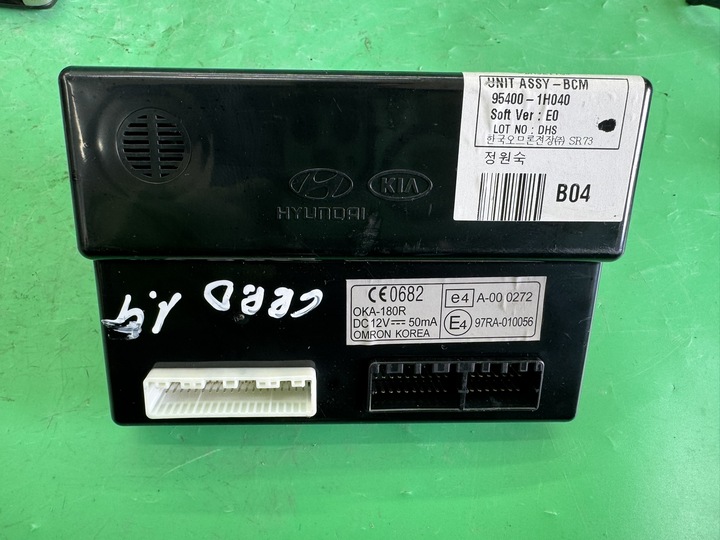 UNIT ASSY-BCM
95400-1H040
Soft Ver : E0
LOT NO : DHS
한국오므론전장㈜ SR73
정원숙
B04
HYUNDAI
KIA
CE0682
OKA-180R
DC 12V 50mA
OMRON KOREA
e4 A-00 0272
E4 97RA-010056
1.4